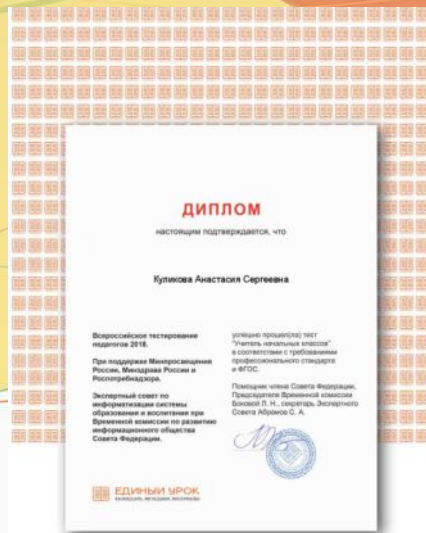 ДИПЛОМ
настоящим подтверждается, что
Куликова Анастасия Сергеевна
Всероссийское тестирование
педагогов 2018.
При поддержке Минпросвещения
России, Минздрава России и
Роспотребнадзора.
Экспертный совет по
информатизации системы
образования и воспитания при
Временной комиссии по развитию
информационного общества
Совета Федерации.
успешно прошел(ла) тест
"Учитель начальных классов"
в соответствии с требованиями
профессионального стандарта
и ФГОС.
Помощник члена Совета Федерации,
Председателя Временной комиссии
Боковой Л. Н., секретарь Экспертного
Совета Абрамов С. А.
ЕДИНЫЙ УРОК